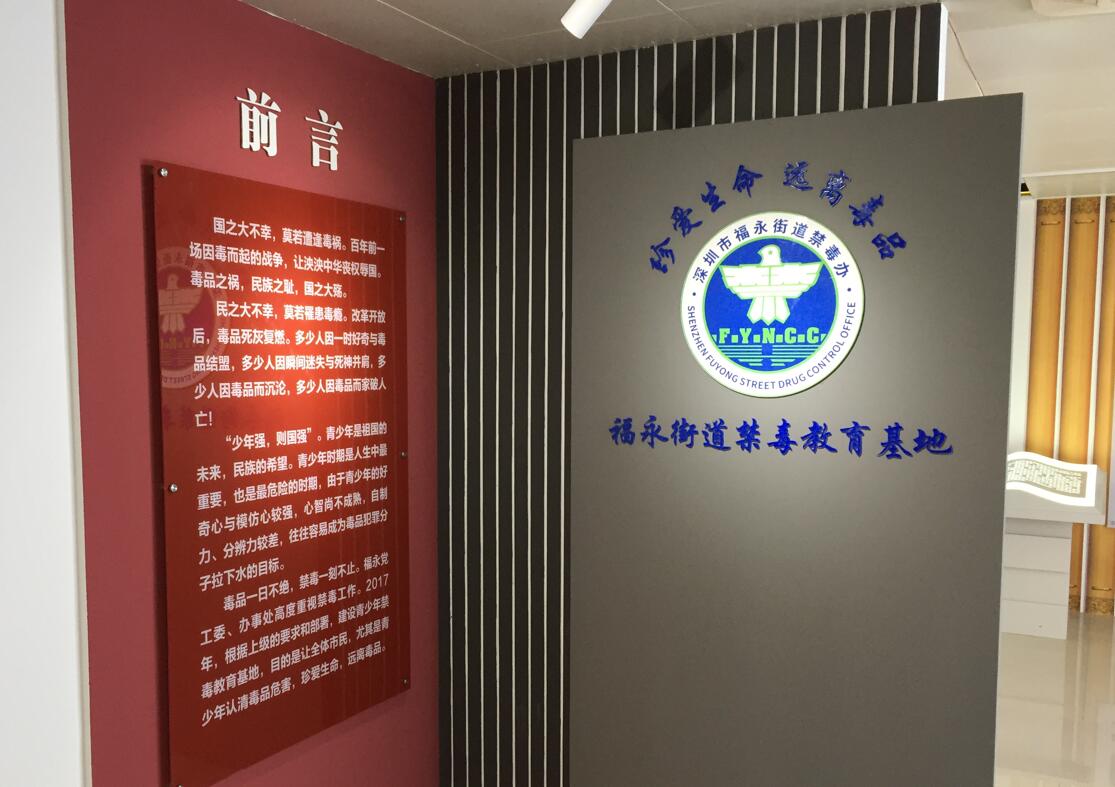 前言
国之大不幸，莫若遭逢毒祸。百年前一
场因毒而起的战争，让泱泱中华丧权辱国。
毒品之祸，民族之耻，国之大殇。
民之大不幸，莫若罹患毒瘾。改革开放
后，毒品死灰复燃。多少人因一时好奇与毒
品结盟，多少人因瞬间迷失与死神并肩，多
少人因毒品而沉沦，多少人因毒品而家破人
亡！
“少年强，则国强”。青少年是祖国的
未来，民族的希望。青少年时期是人生中最
重要，也是最危险的时期，由于青少年的好
奇心与模仿心较强，心智尚不成熟，自制
力、分辨力较差，往往容易成为毒品犯罪分
子拉下水的目标。
毒品一日不绝，禁毒一刻不止。福永党
工委、办事处高度重视禁毒工作。2017
年，根据上级的要求和部署，建设青少年禁
毒教育基地，目的是让全体市民，尤其是青
少年认清毒品危害，珍爱生命，远离毒品。
珍爱生命 远离毒品
·深圳市福永街道禁毒办·
F.Y.N.C.C
SHENZHEN FUYONG STREET DRUG CONTROL OFFICE
福永街道禁毒教育基地